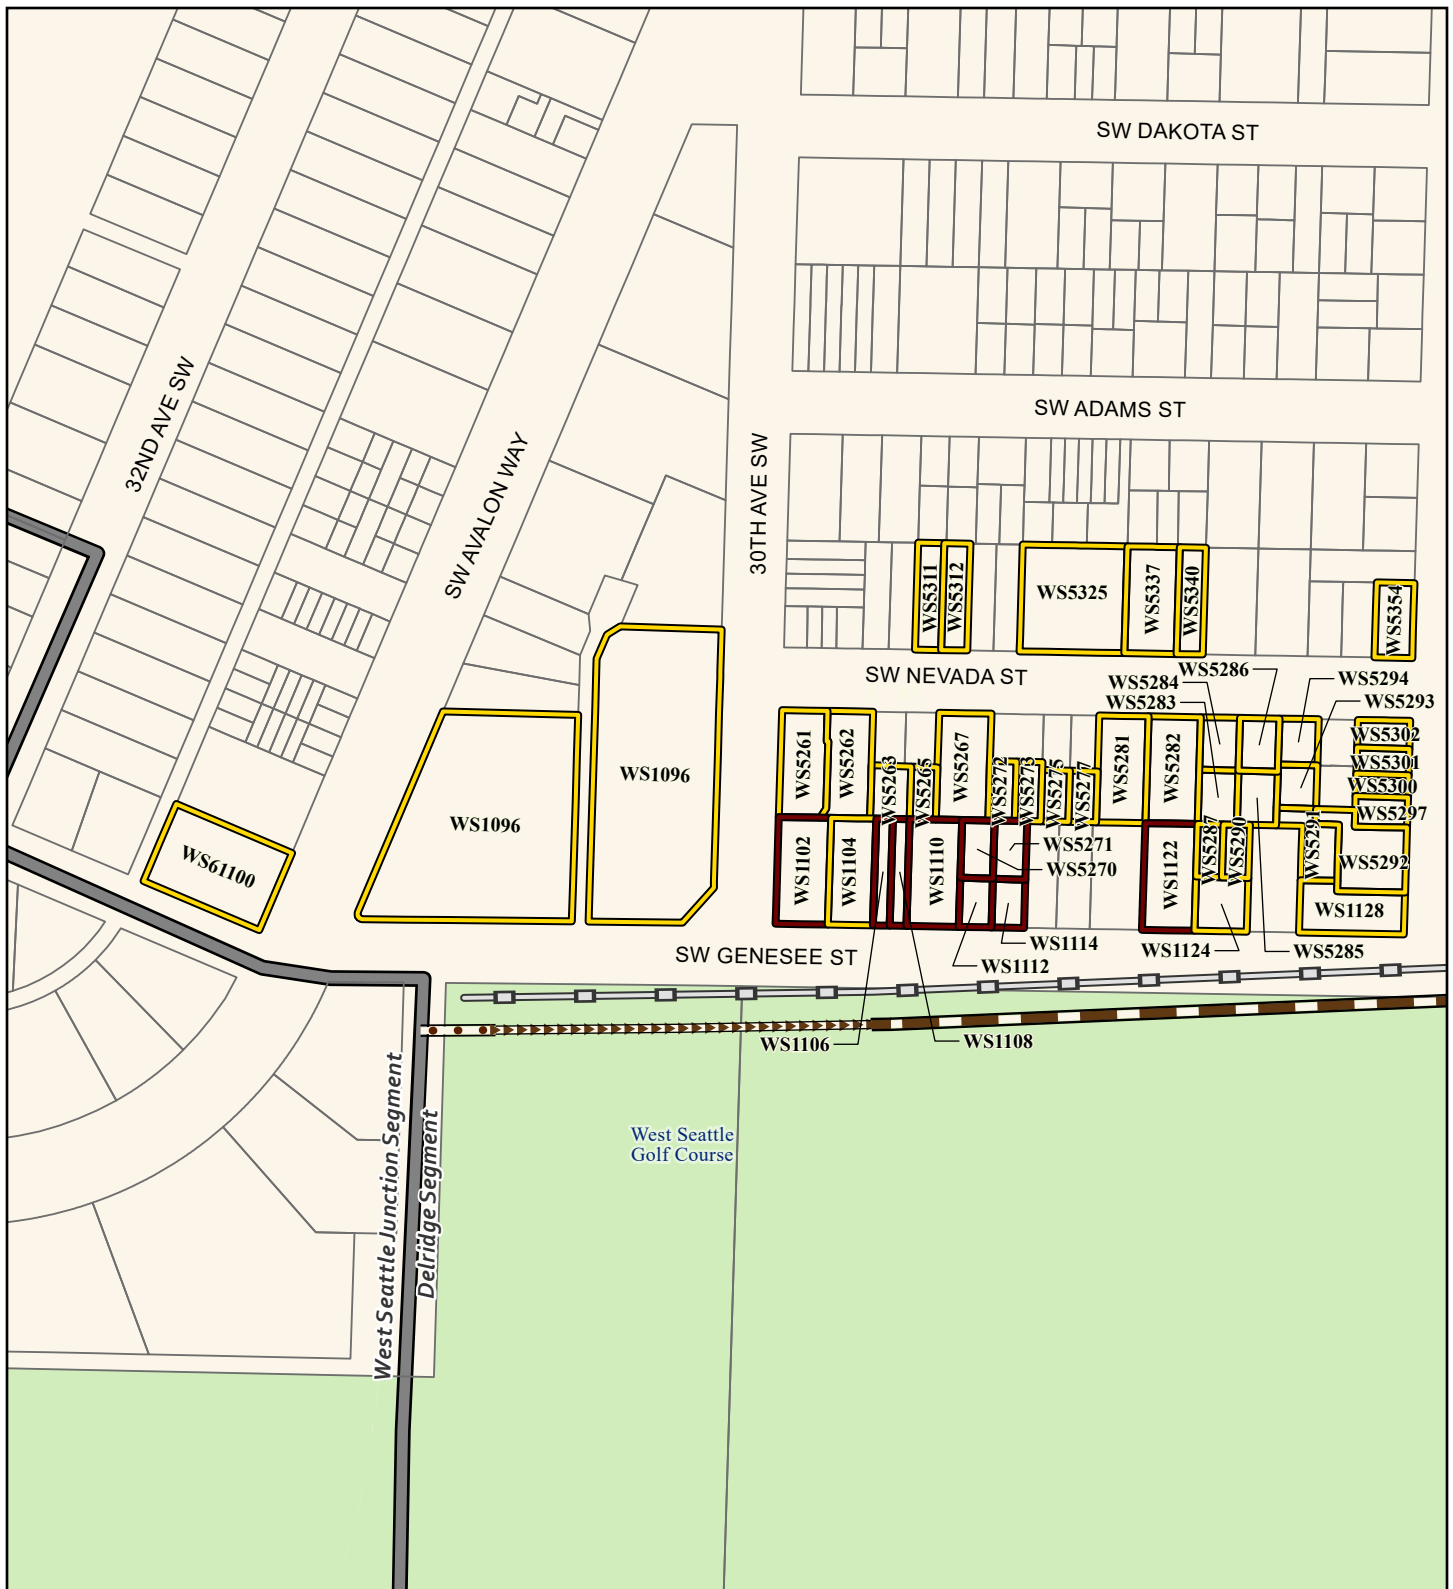 SW DAKOTA ST
32ND AVE SW
SW ADAMS ST
SW AVALON WAY
30TH AVE SW
WS5311
WS5312
WS5325
WS5337
WS5340
WS5354
SW NEVADA ST
WS5286
WS5284
WS5294
WS5283
WS5293
WS5261
WS5262
WS5263
WS5265
WS5267
WS5272
WS5273
WS5275
WS5277
WS5281
WS5282
WS5302
WS5301
WS5300
WS5297
WS1096
WS1096
WS61100
WS1102
WS1104
WS1110
WS5271
WS5270
WS1122
WS5287
WS5290
WS5291
WS5292
WS1128
WS1114
WS1124
WS5285
WS1112
SW GENESEE ST
WS1106
WS1108
West Seattle Junction Segment
Delridge Segment
West Seattle
Golf Course